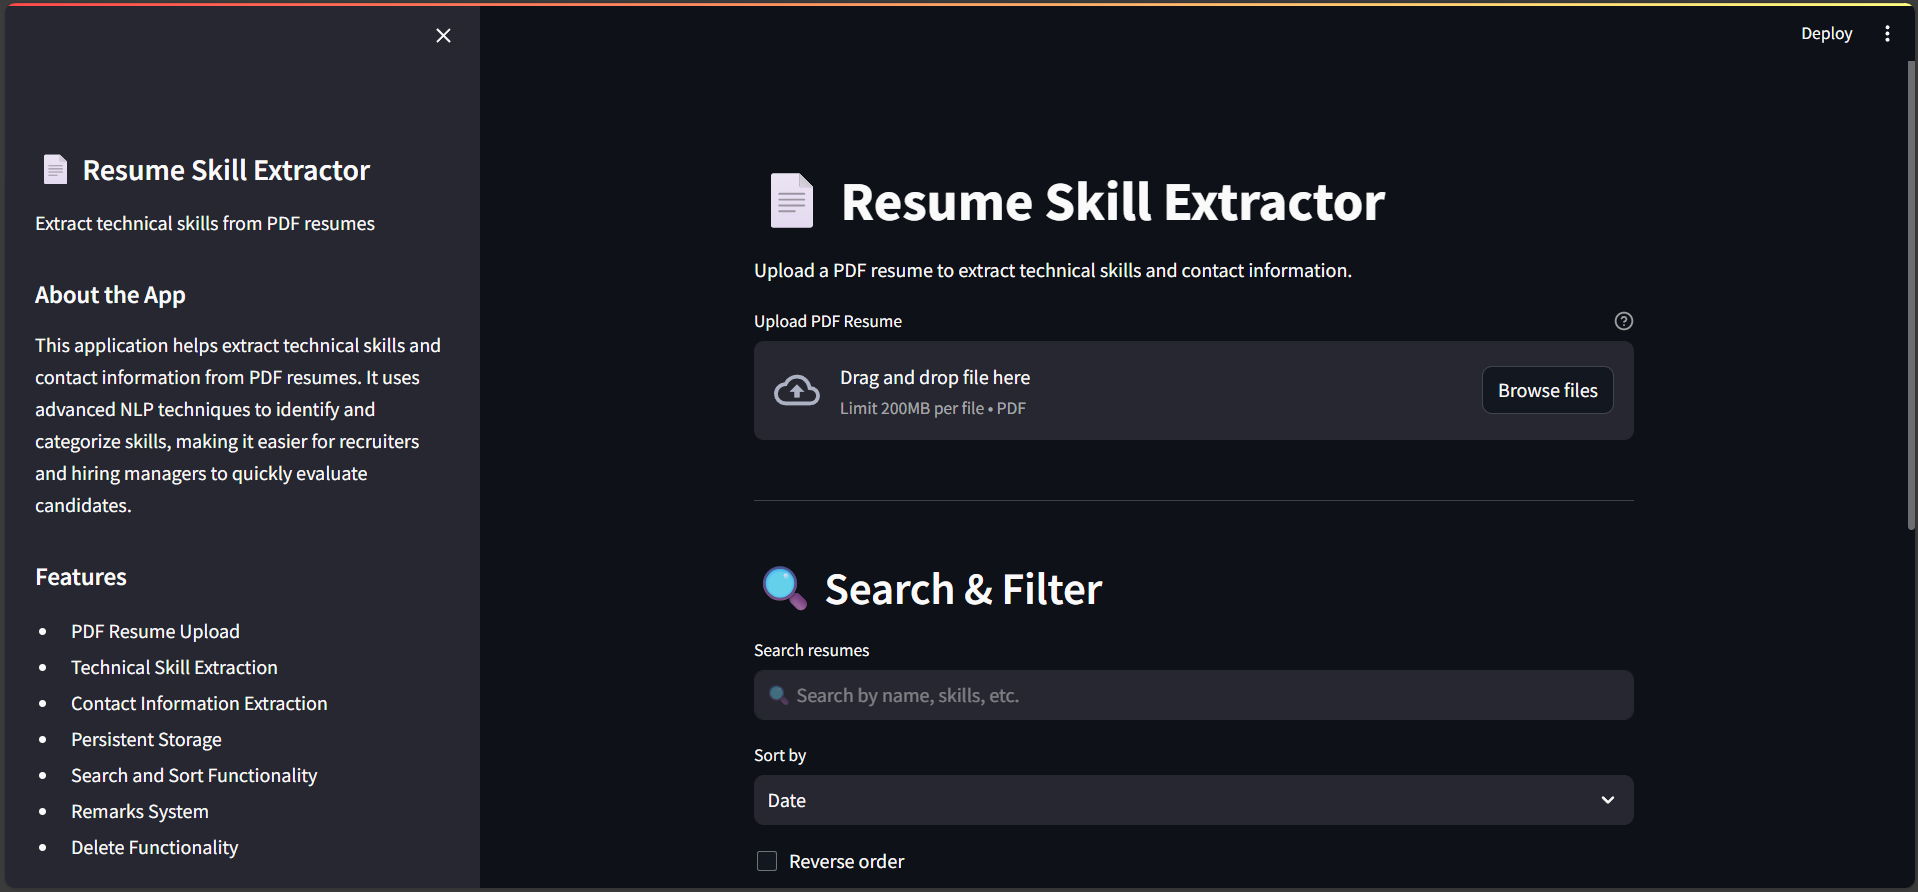 Deploy
Resume Skill Extractor
Extract technical skills from PDF resumes
About the App
This application helps extract technical skills and
contact information from PDF resumes. It uses
advanced NLP techniques to identify and
categorize skills, making it easier for recruiters
and hiring managers to quickly evaluate
candidates.
Features
• PDF Resume Upload
• Technical Skill Extraction
• Contact Information Extraction
• Persistent Storage
• Search and Sort Functionality
• Remarks System
• Delete Functionality
Resume Skill Extractor
Upload a PDF resume to extract technical skills and contact information.
Upload PDF Resume
Drag and drop file here
Limit 200MB per file • PDF
Browse files
Search & Filter
Search resumes
Search by name, skills, etc.
Sort by
Date
Reverse order